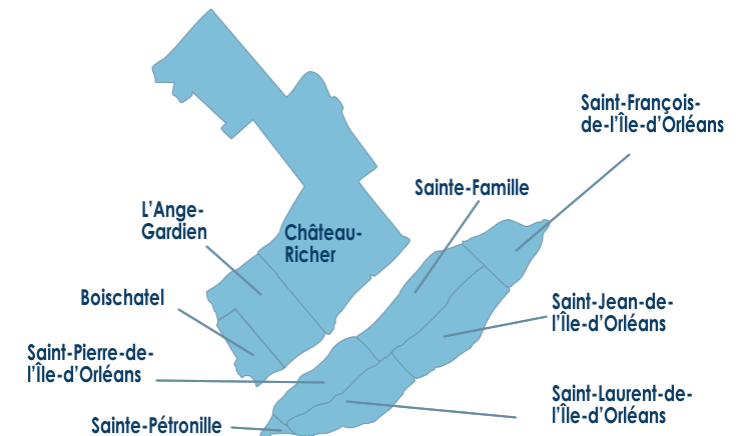 Saint-François-
de-l'Île-d'Orléans
Sainte-Famille
L'Ange-
Gardien
Château-
Richer
Boischatel
Saint-Jean-de-
l'Île-d'Orléans
Saint-Pierre-de-
l'Île-d'Orléans
Saint-Laurent-de-
l'Île-d'Orléans
Sainte-Pétronille